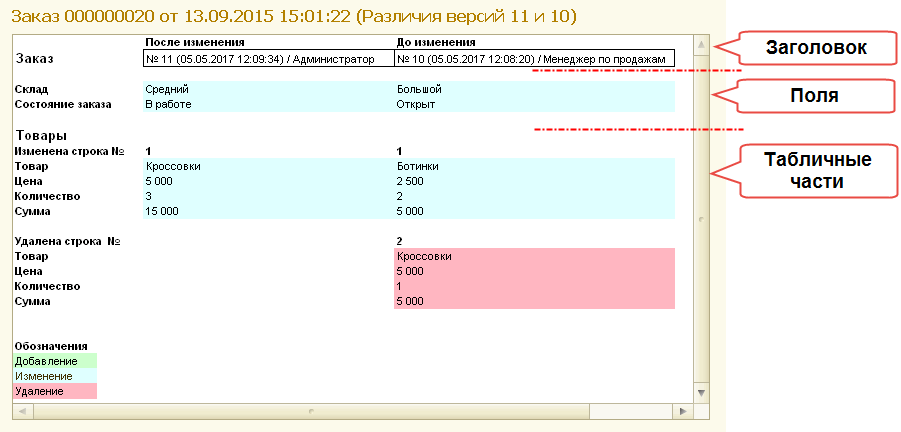 Заказ 000000020 от 13.09.2015 15:01:22 (Различия версий 11 и 10)
После изменения До изменения
Заказ № 11 (05.05.2017 12:09:34) / Администратор № 10 (05.05.2017 12:08:20) / Менеджер по продажам
Заголовок
Склад Средний Большой
Состояние заказа В работе Открыт
Поля
Товары
Изменена строка № 1 1
Товар Кроссовки Ботинки
Цена 5 000 2 500
Количество 3 2
Сумма 15 000 5 000
Табличные
части
Удалена строка № 2
Товар Кроссовки
Цена 5 000
Количество 1
Сумма 5 000
Обозначения
Добавление
Изменение
Удаление